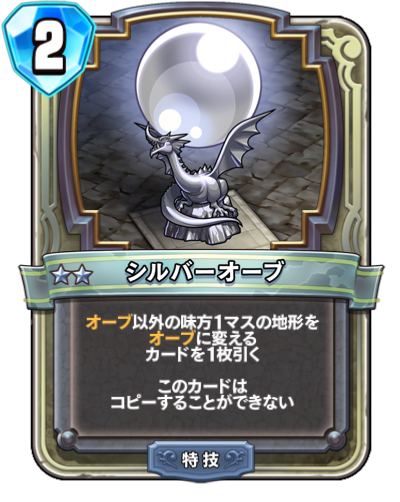 2
シルバーオーブ
オーブ以外の味方1マスの地形を
オーブに変える
カードを1枚引く
このカードは
コピーすることができない
特技